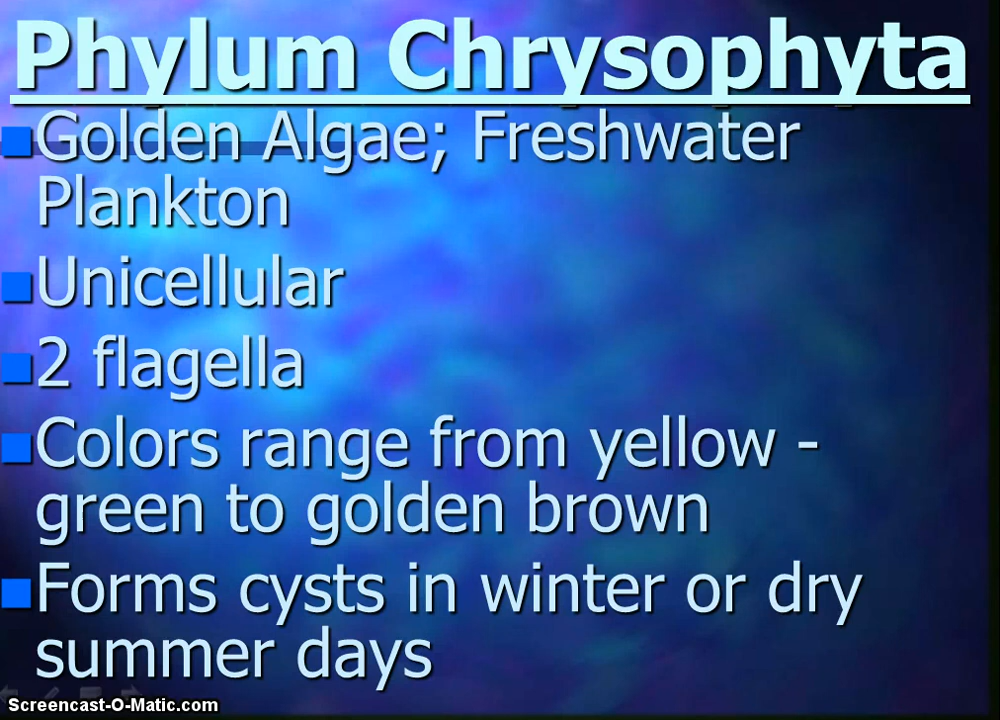 Phylum Chrysophyta
Golden Algae; Freshwater
Plankton
Unicellular
2 flagella
Colors range from yellow -
green to golden brown
Forms cysts in winter or dry
summer days
Screencast-O-Matic.com